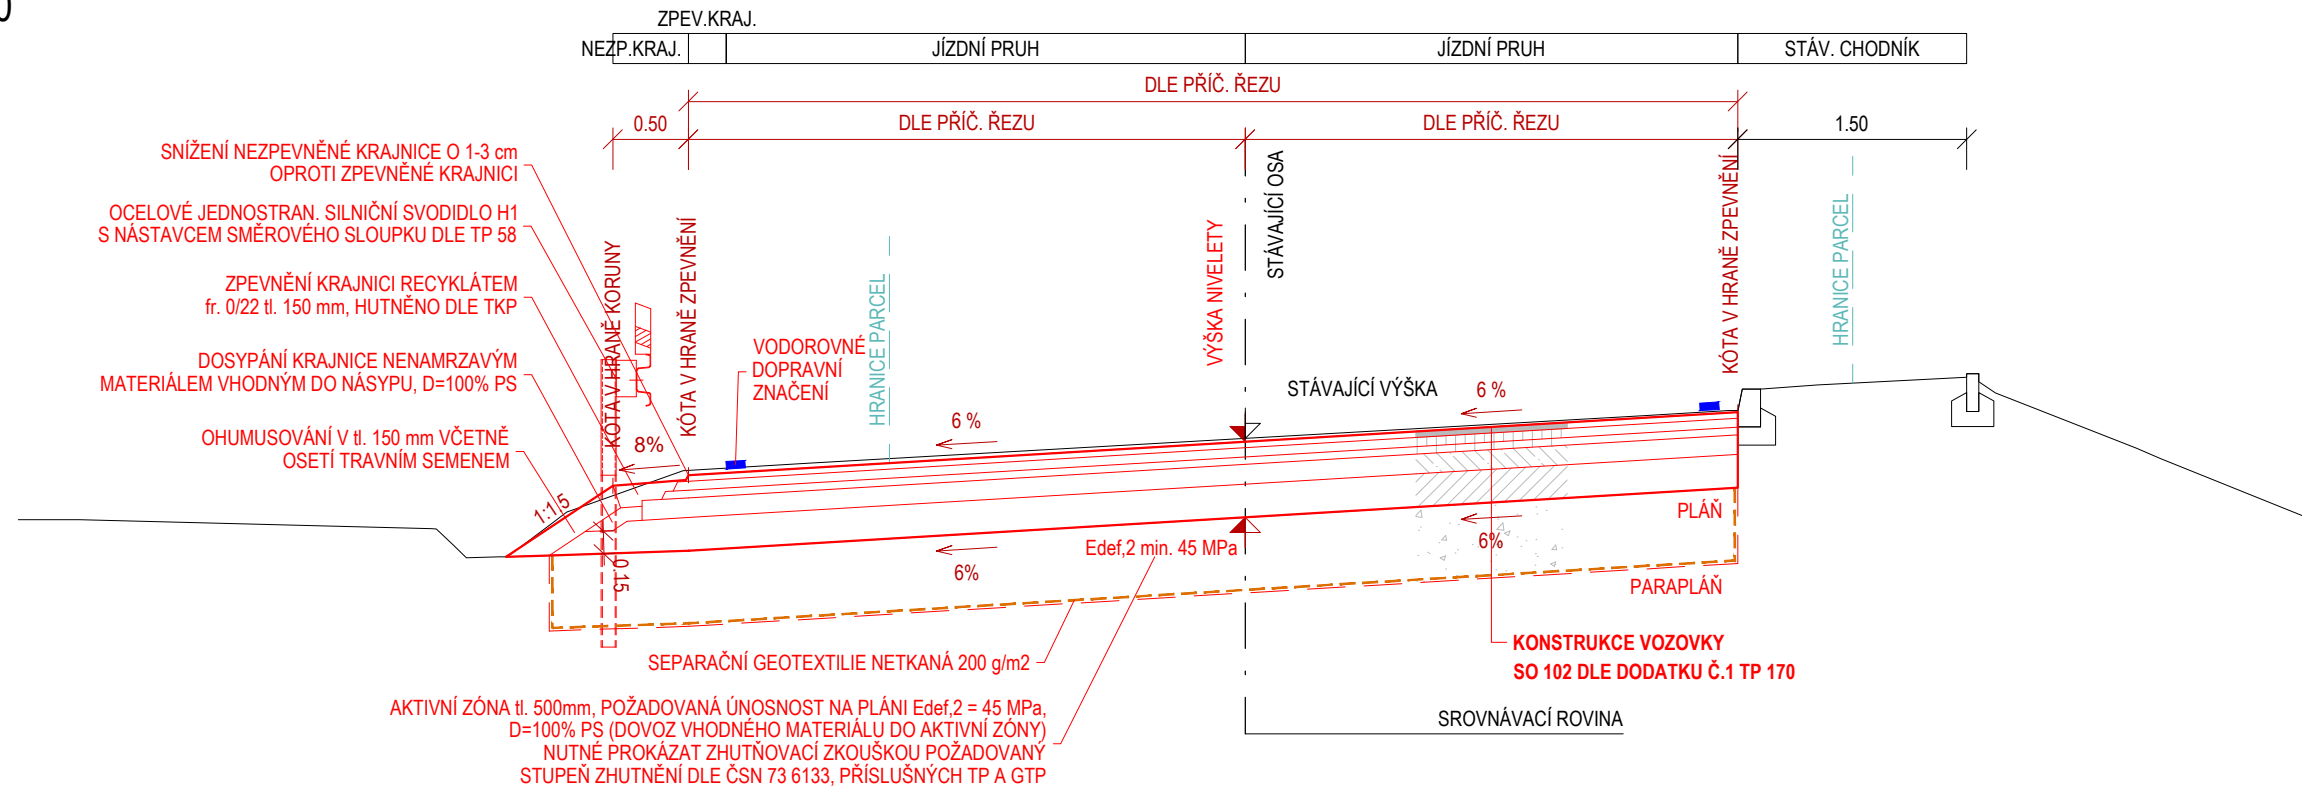 0
ZPEV.KRAJ.
NEZP.KRAJ.
JÍZDNÍ PRUH
JÍZDNÍ PRUH
STÁV. CHODNÍK
DLE PŘÍČ. ŘEZU
0.50
DLE PŘÍČ. ŘEZU
DLE PŘÍČ. ŘEZU
1.50
SNÍŽENÍ NEZPEVNĚNÉ KRAJNICE O 1-3 cm
OPROTI ZPEVNĚNÉ KRAJNICI
OCELOVÉ JEDNOSTRAN. SILNIČNÍ SVODIDLO H1
S NÁSTAVCEM SMĚROVÉHO SLOUPKU DLE TP 58
ZPEVNĚNÍ KRAJNICI RECYKLÁTEM
fr. 0/22 tl. 150 mm, HUTNĚNO DLE TKP
DOSYPÁNÍ KRAJNICE NENAMRZAVÝM
MATERIÁLEM VHODNÝM DO NÁSYPU, D=100% PS
OHUMUSOVÁNÍ V tl. 150 mm VČETNĚ
OSETÍ TRAVNÍM SEMENEM
KÓTA V HRANĚ KORUNY
KÓTA V HRANĚ ZPEVNĚNÍ
HRANICE PARCEL
VÝŠKA NIVELETY
STÁVAJÍCÍ OSA
KÓTA V HRANĚ ZPEVNĚNÍ
HRANICE PARCEL
VODOROVNÉ
DOPRAVNÍ
ZNAČENÍ
STÁVAJÍCÍ VÝŠKA
6 %
6 %
8%
1:1,5
0.15
6%
6%
Edef,2 min. 45 MPa
PLÁŇ
PARAPLÁŇ
SEPARAČNÍ GEOTEXTILIE NETKANÁ 200 g/m2
KONSTRUKCE VOZOVKY
SO 102 DLE DODATKU Č.1 TP 170
AKTIVNÍ ZÓNA tl. 500mm, POŽADOVANÁ ÚNOSNOST NA PLÁNI Edef,2 = 45 MPa,
D=100% PS (DOVOZ VHODNÉHO MATERIÁLU DO AKTIVNÍ ZÓNY)
NUTNÉ PROKÁZAT ZHUTŇOVACÍ ZKOUŠKOU POŽADOVANÝ
STUPEŇ ZHUTNĚNÍ DLE ČSN 73 6133, PŘÍSLUŠNÝCH TP A GTP
SROVNÁVACÍ ROVINA